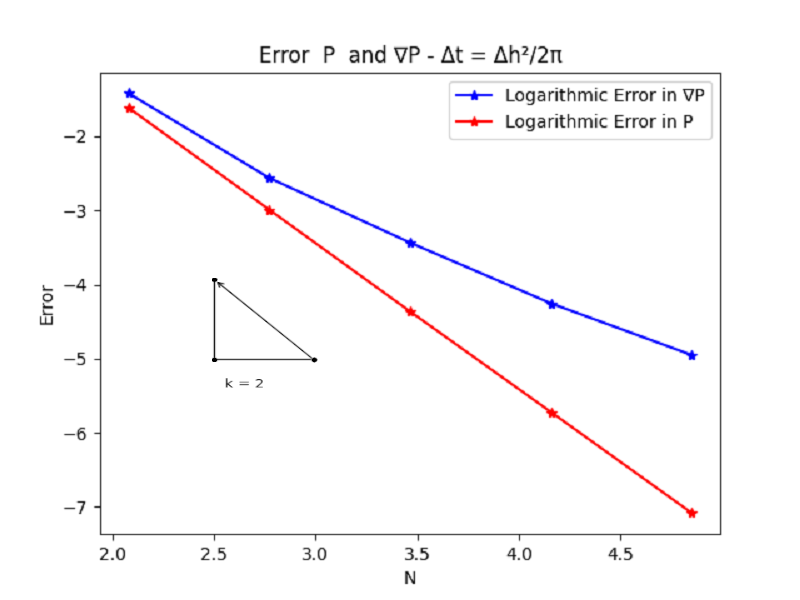 Error P and ∇P - Δt = Δh²/2π
Logarithmic Error in ∇P
Logarithmic Error in P
Error
−2
−3
−4
−5
−6
−7
k = 2
2.0 2.5 3.0 3.5 4.0 4.5
N